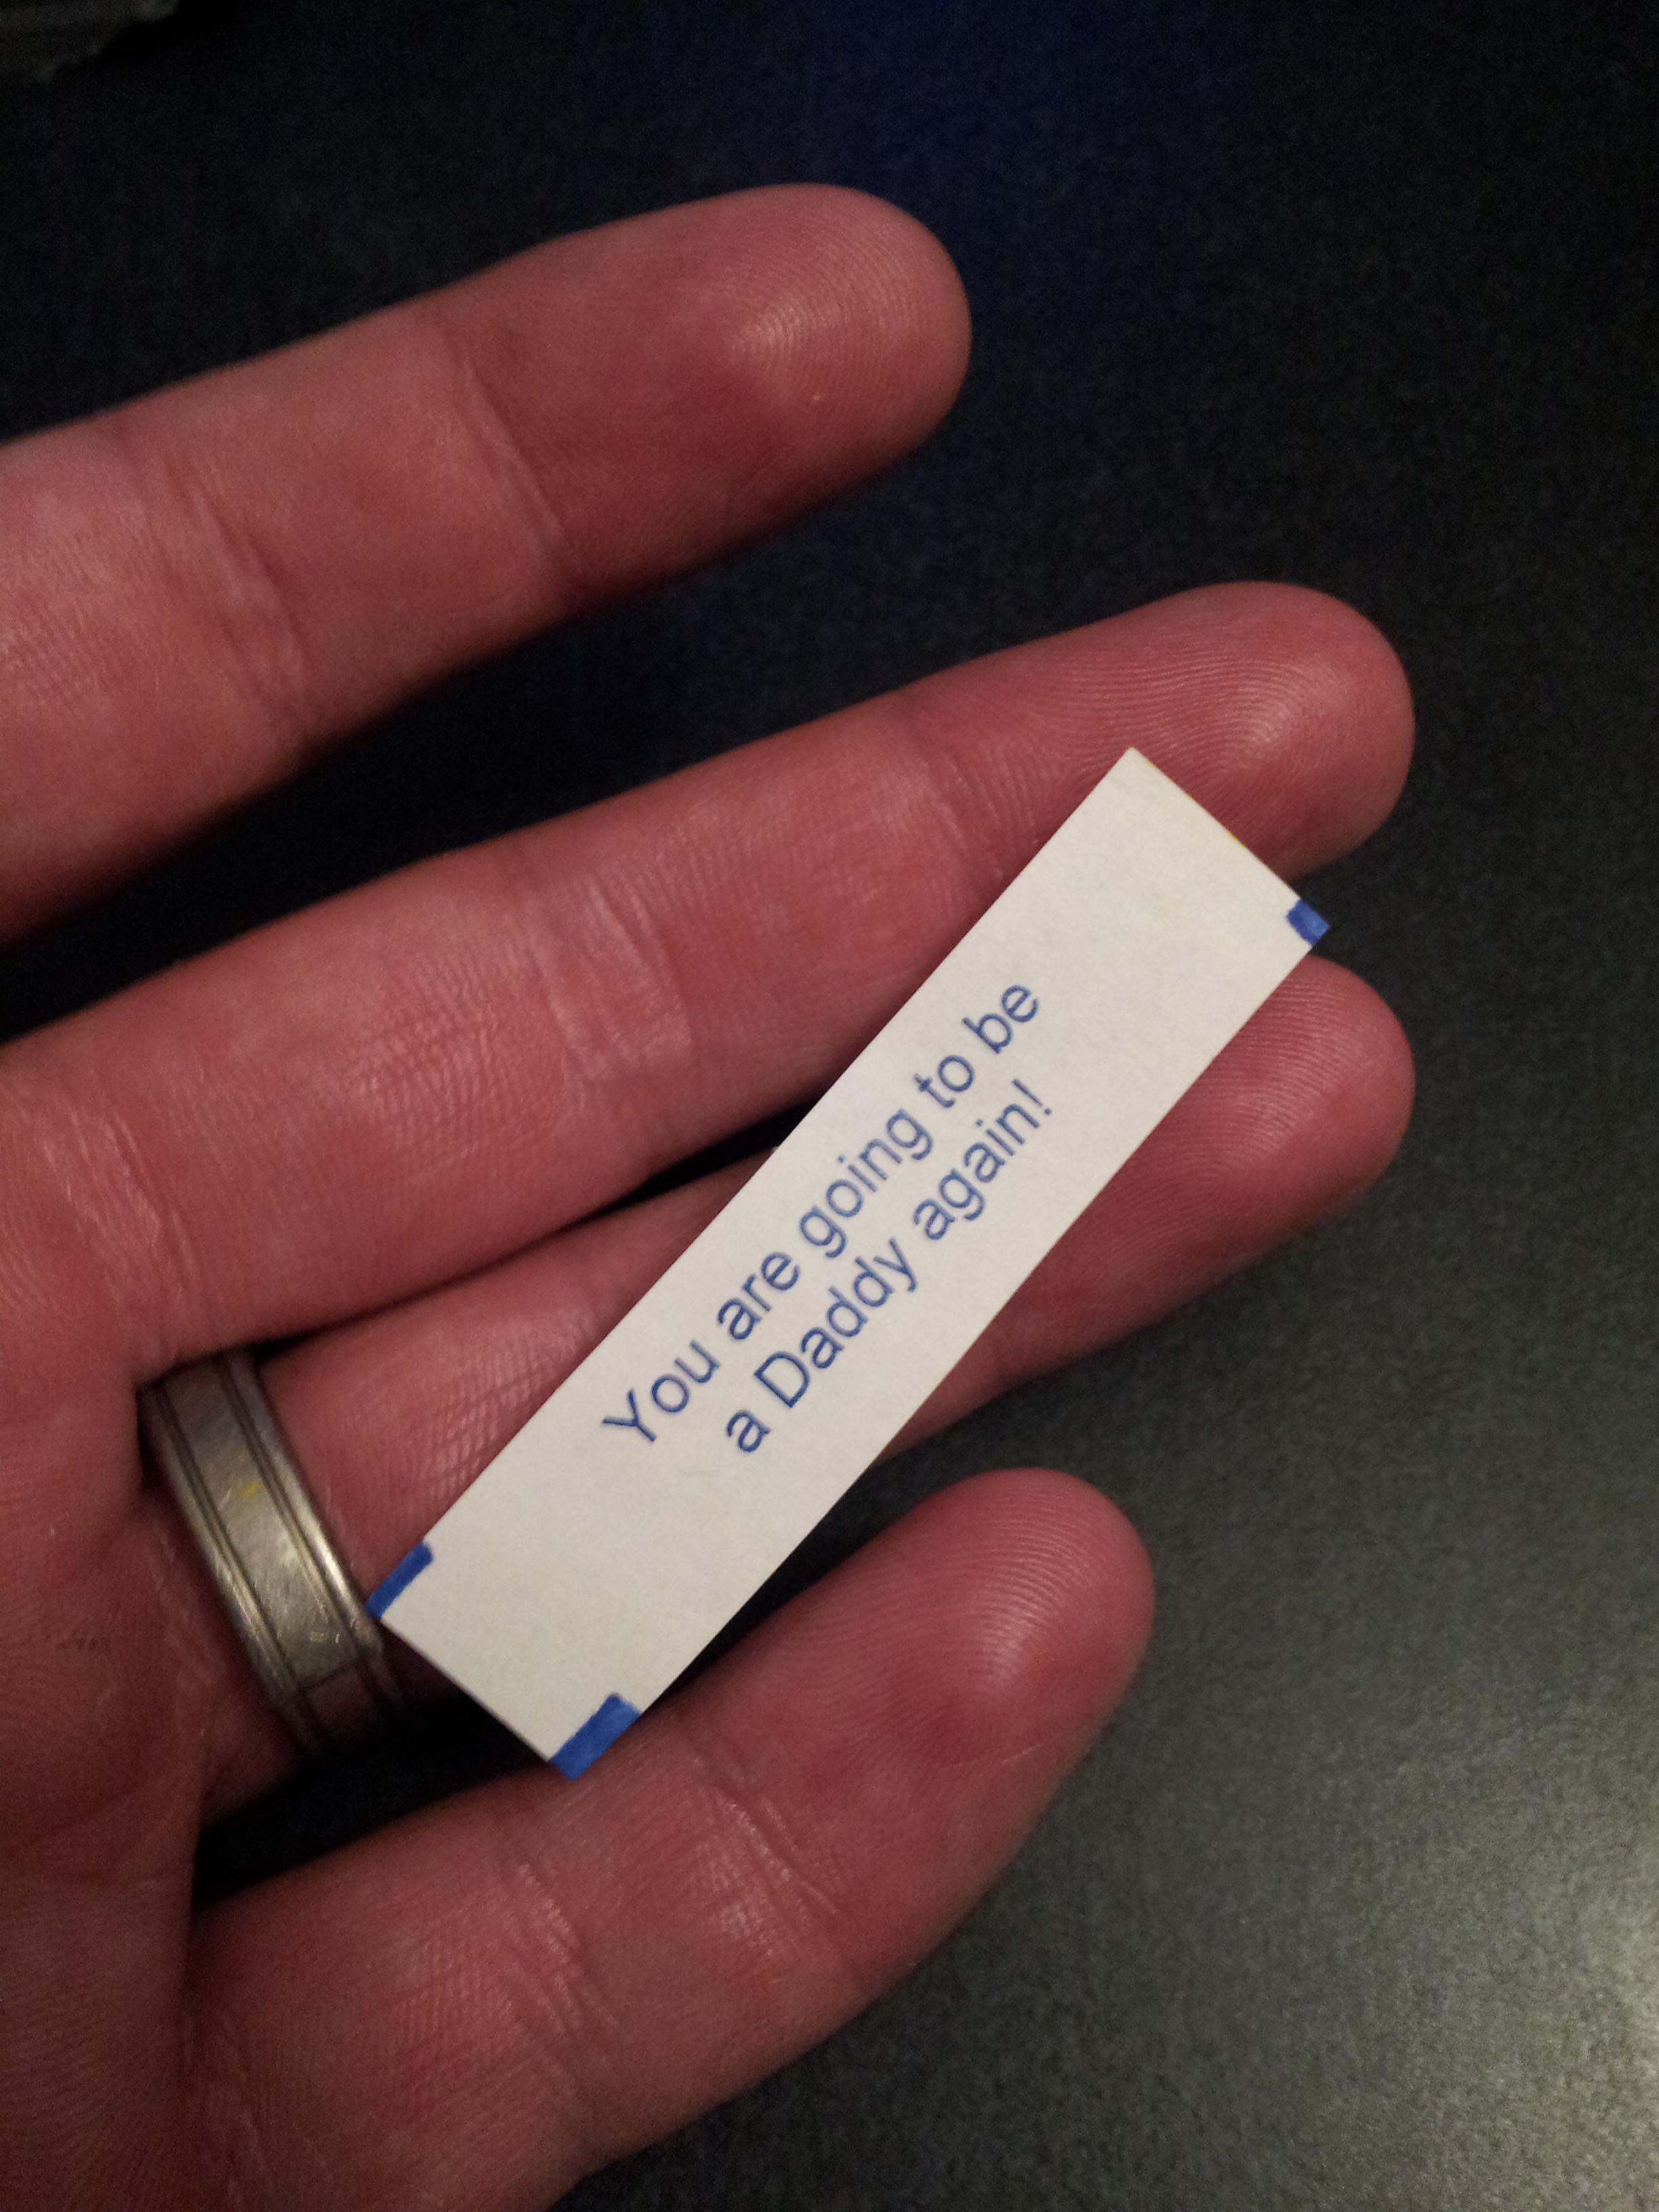 You are going to be
a Daddy again!